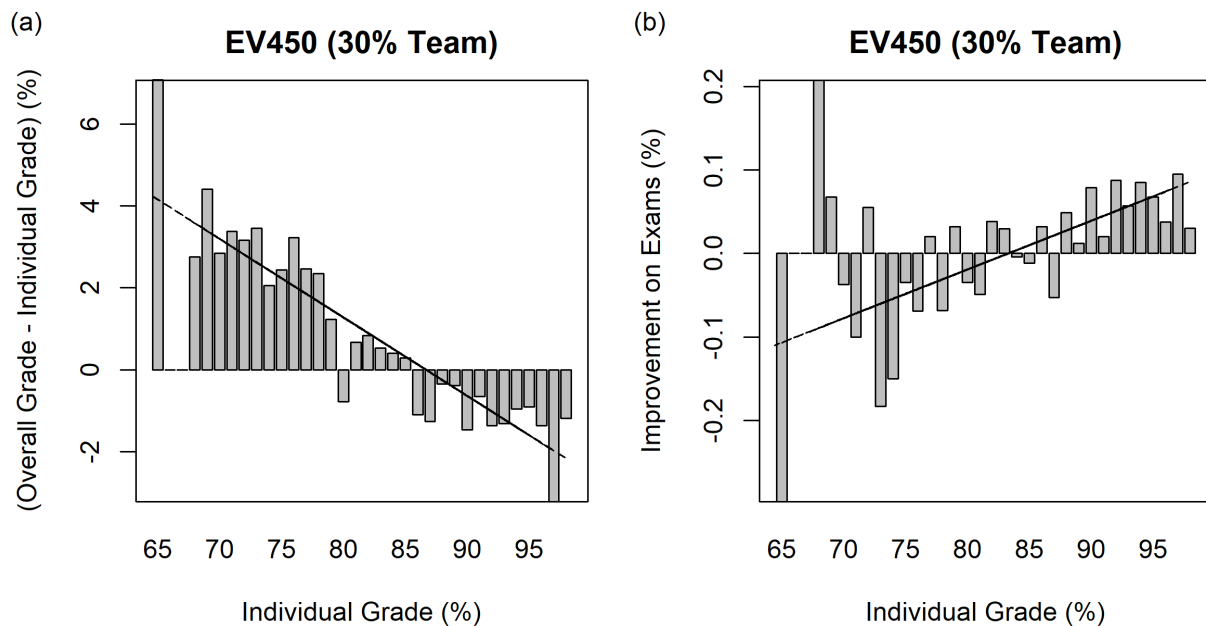 (a)
EV450 (30% Team)
(Overall Grade - Individual Grade) (%)
6
4
2
0
-2
65 70 75 80 85 90 95
Individual Grade (%)
(b)
EV450 (30% Team)
Improvement on Exams (%)
0.2
0.1
0.0
-0.1
-0.2
65 70 75 80 85 90 95
Individual Grade (%)